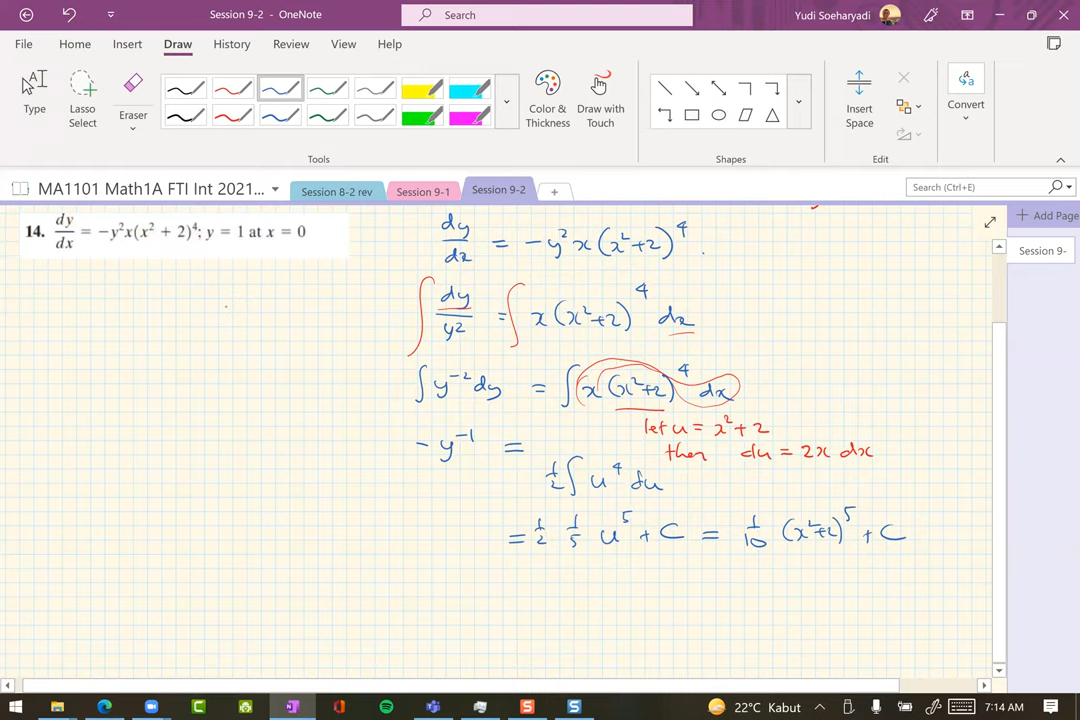 Session 9-2 - OneNote
Search
Yudi Soeharyadi
File Home Insert Draw History Review View Help
Type
Lasso Select
Eraser
Color & Thickness
Draw with Touch
Insert Space
Convert
Tools
Shapes
Edit
MA1101 Math1A FTI Int 2021...
Session 8-2 rev
Session 9-1
Session 9-2
Search (Ctrl+E)
Add Page
Session 9-
14. dy/dx = −y²x(x² + 2)⁴; y = 1 at x = 0
dy/dx = −y²x(x²+2)⁴.
∫ dy/y² = ∫ x(x²+2)⁴ dx
∫ y⁻² dy = ∫ x(x²+2)⁴ dx
let u = x² + 2
− y⁻¹ =
then du = 2x dx
1/2 ∫ u⁴ du
= 1/2 1/5 u⁵ + C = 1/10 (x²+2)⁵ + C
22°C Kabut
7:14 AM